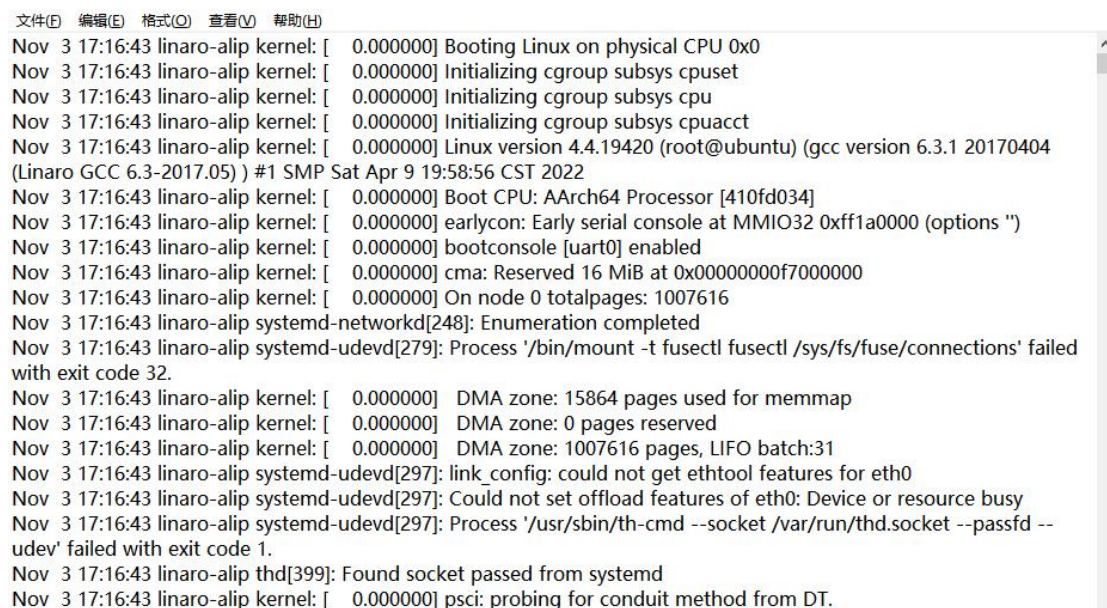 文件(F) 编辑(E) 格式(O) 查看(V) 帮助(H)
Nov  3 17:16:43 linaro-alip kernel: [    0.000000] Booting Linux on physical CPU 0x0
Nov  3 17:16:43 linaro-alip kernel: [    0.000000] Initializing cgroup subsys cpuset
Nov  3 17:16:43 linaro-alip kernel: [    0.000000] Initializing cgroup subsys cpu
Nov  3 17:16:43 linaro-alip kernel: [    0.000000] Initializing cgroup subsys cpuacct
Nov  3 17:16:43 linaro-alip kernel: [    0.000000] Linux version 4.4.19420 (root@ubuntu) (gcc version 6.3.1 20170404
(Linaro GCC 6.3-2017.05) ) #1 SMP Sat Apr 9 19:58:56 CST 2022
Nov  3 17:16:43 linaro-alip kernel: [    0.000000] Boot CPU: AArch64 Processor [410fd034]
Nov  3 17:16:43 linaro-alip kernel: [    0.000000] earlycon: Early serial console at MMIO32 0xff1a0000 (options '')
Nov  3 17:16:43 linaro-alip kernel: [    0.000000] bootconsole [uart0] enabled
Nov  3 17:16:43 linaro-alip kernel: [    0.000000] cma: Reserved 16 MiB at 0x00000000f7000000
Nov  3 17:16:43 linaro-alip kernel: [    0.000000] On node 0 totalpages: 1007616
Nov  3 17:16:43 linaro-alip systemd-networkd[248]: Enumeration completed
Nov  3 17:16:43 linaro-alip systemd-udevd[279]: Process '/bin/mount -t fusectl fusectl /sys/fs/fuse/connections' failed
with exit code 32.
Nov  3 17:16:43 linaro-alip kernel: [    0.000000]   DMA zone: 15864 pages used for memmap
Nov  3 17:16:43 linaro-alip kernel: [    0.000000]   DMA zone: 0 pages reserved
Nov  3 17:16:43 linaro-alip kernel: [    0.000000]   DMA zone: 1007616 pages, LIFO batch:31
Nov  3 17:16:43 linaro-alip systemd-udevd[297]: link_config: could not get ethtool features for eth0
Nov  3 17:16:43 linaro-alip systemd-udevd[297]: Could not set offload features of eth0: Device or resource busy
Nov  3 17:16:43 linaro-alip systemd-udevd[297]: Process '/usr/sbin/th-cmd --socket /var/run/thd.socket --passfd --
udev' failed with exit code 1.
Nov  3 17:16:43 linaro-alip thd[399]: Found socket passed from systemd
Nov  3 17:16:43 linaro-alip kernel: [    0.000000] psci: probing for conduit method from DT.